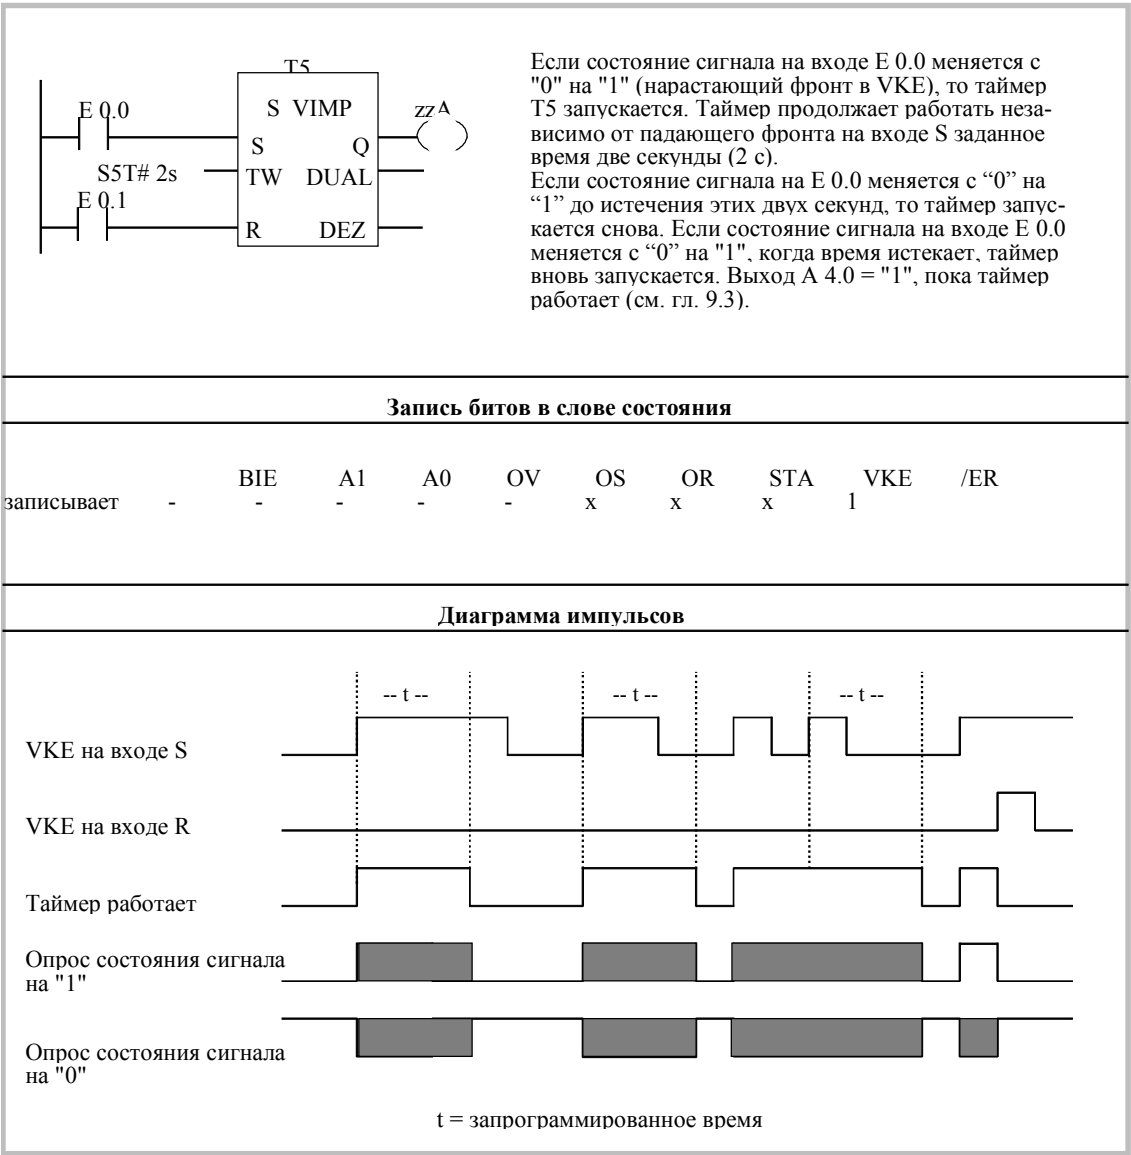 T5
S VIMP
E 0.0
zz A
S
Q
S5T# 2s
TW
DUAL
E 0.1
R
DEZ
Если состояние сигнала на входе E 0.0 меняется с
"0" на "1" (нарастающий фронт в VKE), то таймер
T5 запускается. Таймер продолжает работать неза-
висимо от падающего фронта на входе S заданное
время две секунды (2 с).
Если состояние сигнала на E 0.0 меняется с “0” на
“1” до истечения этих двух секунд, то таймер запус-
кается снова. Если состояние сигнала на входе E 0.0
меняется с “0” на "1", когда время истекает, таймер
вновь запускается. Выход A 4.0 = "1", пока таймер
работает (см. гл. 9.3).
Запись битов в слове состояния
BIE A1 A0 OV OS OR STA VKE /ER
записывает - - - - - x x x 1
Диаграмма импульсов
-- t -- -- t -- -- t --
VKE на входе S
VKE на входе R
Таймер работает
Опрос состояния сигнала
на "1"
Опрос состояния сигнала
на "0"
t = запрограммированное время